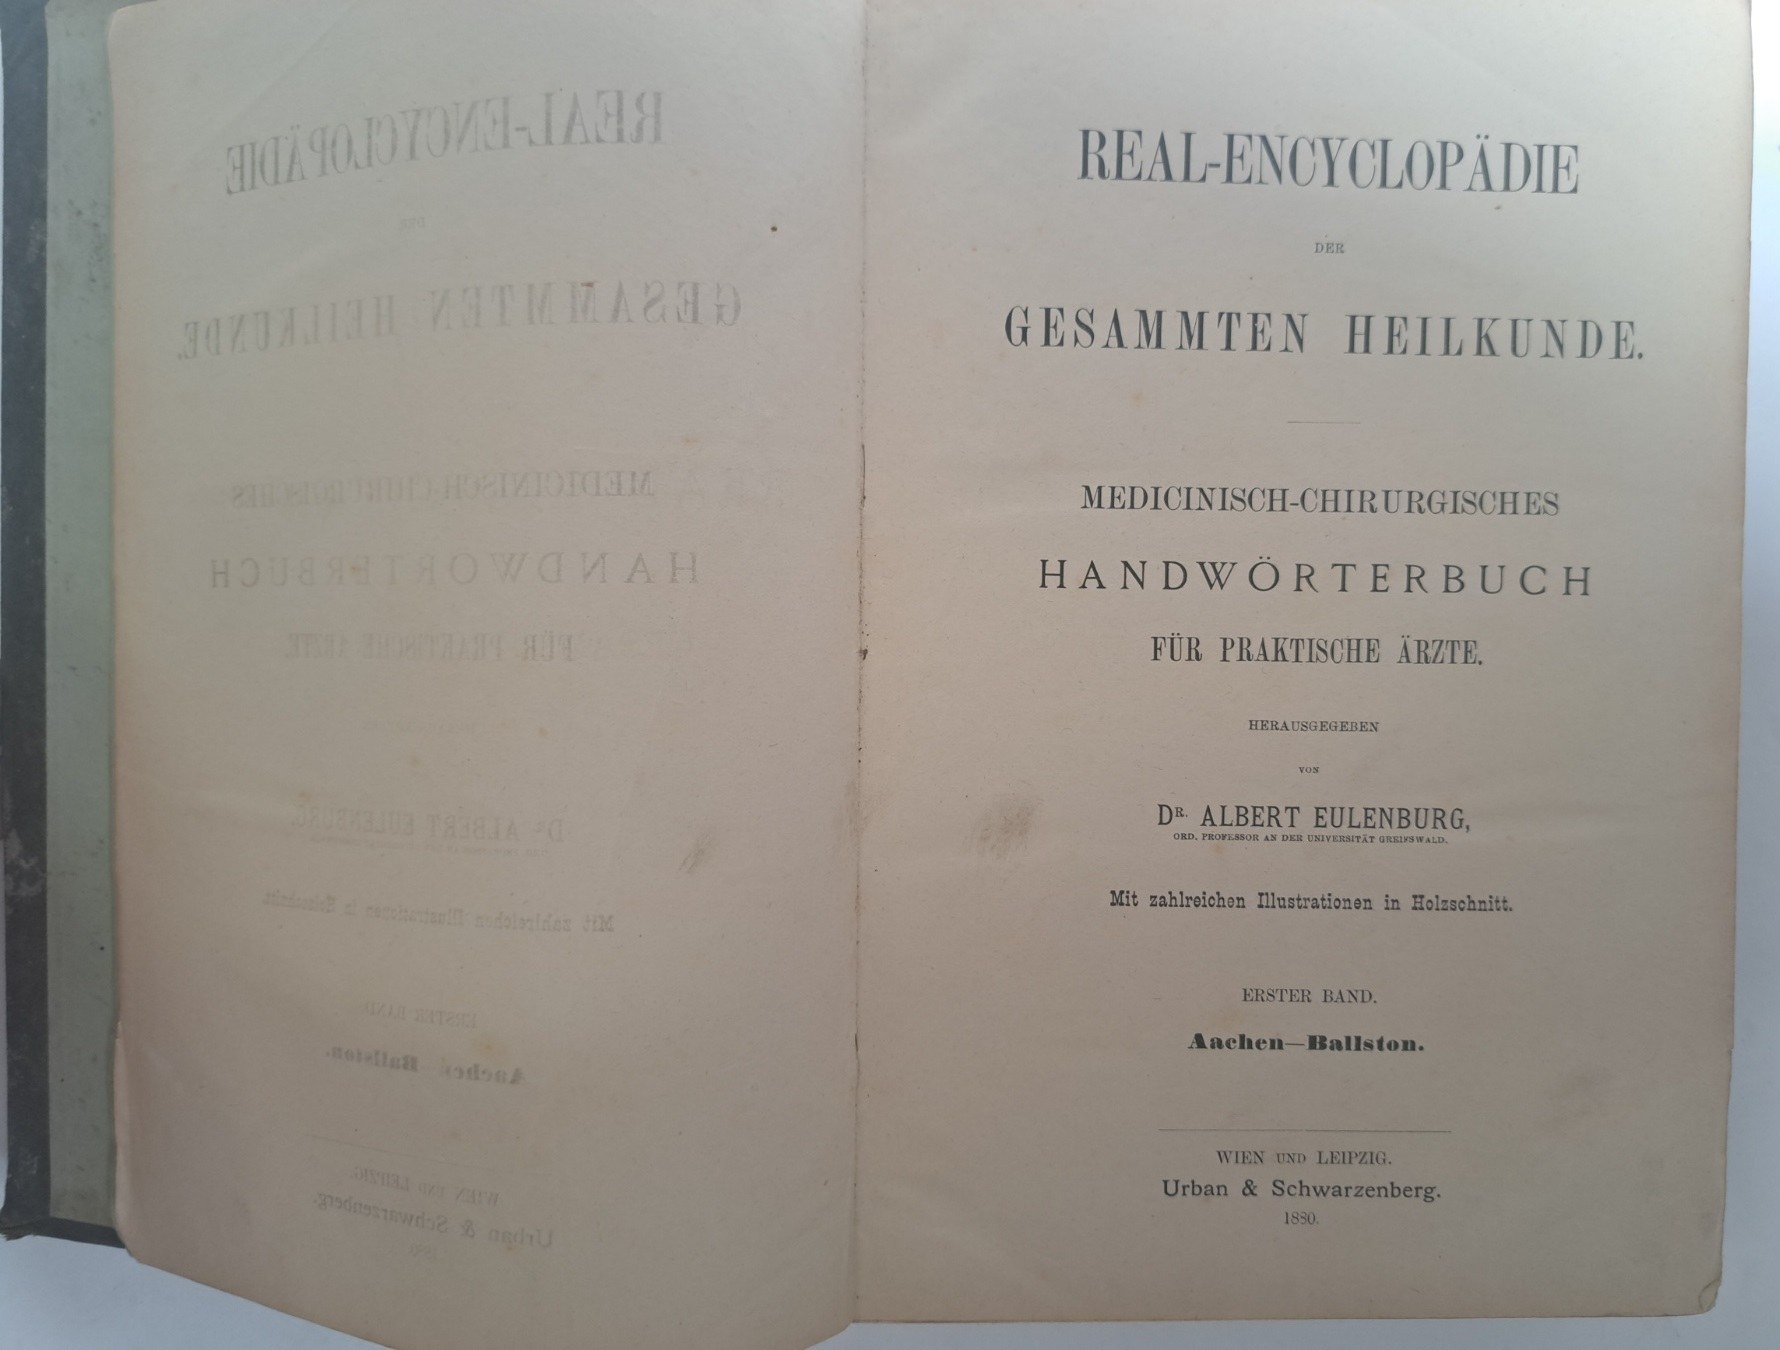 REAL-ENCYCLOPÄDIE
DER
GESAMMTEN HEILKUNDE.
MEDICINISCH-CHIRURGISCHES
HANDWÖRTERBUCH
FÜR PRAKTISCHE ÄRZTE.
HERAUSGEGEBEN
VON
DR. ALBERT EULENBURG,
ORD. PROFESSOR AN DER UNIVERSITÄT GREIFSWALD.
Mit zahlreichen Illustrationen in Holzschnitt.
ERSTER BAND.
Aachen—Ballston.
WIEN UND LEIPZIG.
Urban & Schwarzenberg.
1880.